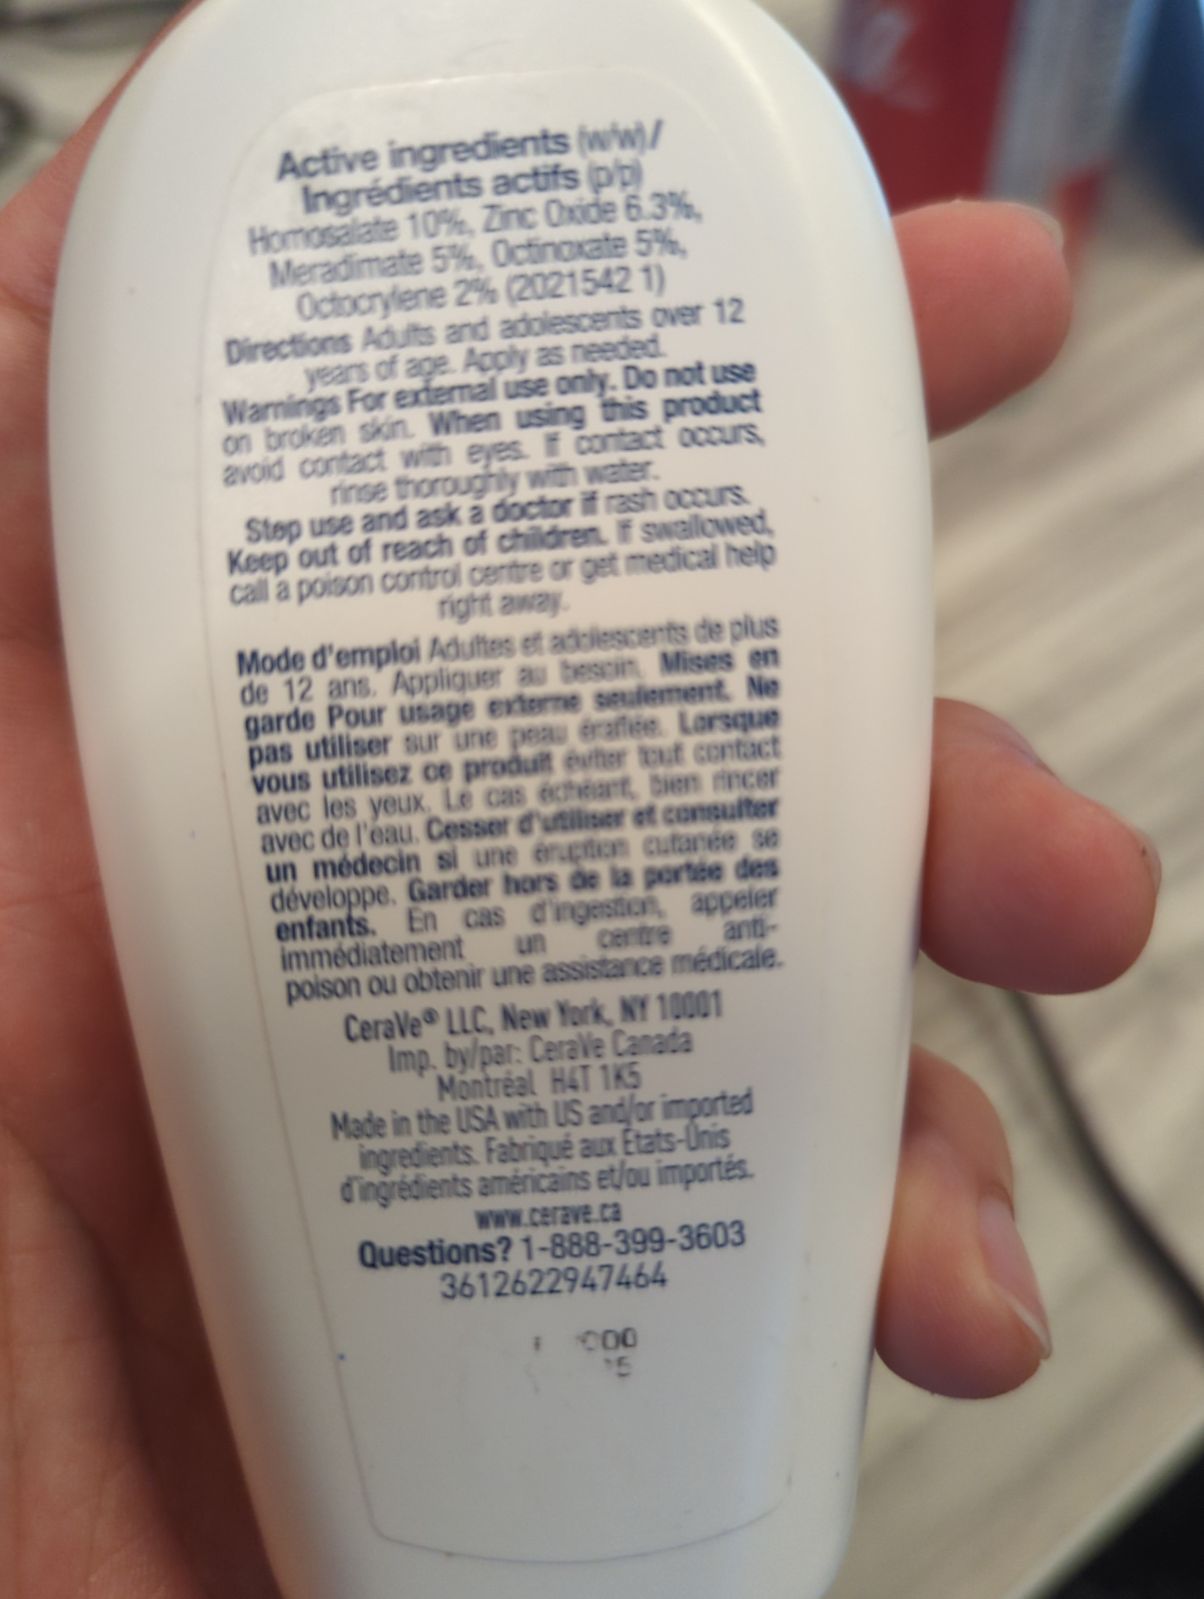 Active ingredients (w/w)/
Ingrédients actifs (p/p)
Homosalate 10%, Zinc Oxide 6.3%,
Meradimate 5%, Octinoxate 5%,
Octocrylene 2% (2021542 1)
Directions Adults and adolescents over 12
years of age. Apply as needed.
Warnings For external use only. Do not use
on broken skin. When using this product
avoid contact with eyes. If contact occurs,
rinse thoroughly with water.
Stop use and ask a doctor if rash occurs.
Keep out of reach of children. If swallowed,
call a poison control centre or get medical help
right away.
Mode d'emploi Adultes et adolescents de plus
de 12 ans. Appliquer au besoin. Mises en
garde Pour usage externe seulement. Ne
pas utiliser sur une peau éraflée. Lorsque
vous utilisez ce produit éviter tout contact
avec les yeux. Le cas échéant, bien rincer
avec de l'eau. Cesser d'utiliser et consulter
un médecin si une éruption cutanée se
développe. Garder hors de la portée des
enfants. En cas d'ingestion, appeler
immédiatement un centre anti-
poison ou obtenir une assistance médicale.
CeraVe® LLC, New York, NY 10001
Imp. by/par: CeraVe Canada
Montréal H4T 1K5
Made in the USA with US and/or imported
ingredients. Fabriqué aux États-Unis
d'ingrédients américains et/ou importés.
www.cerave.ca
Questions? 1-888-399-3603
3612622947464